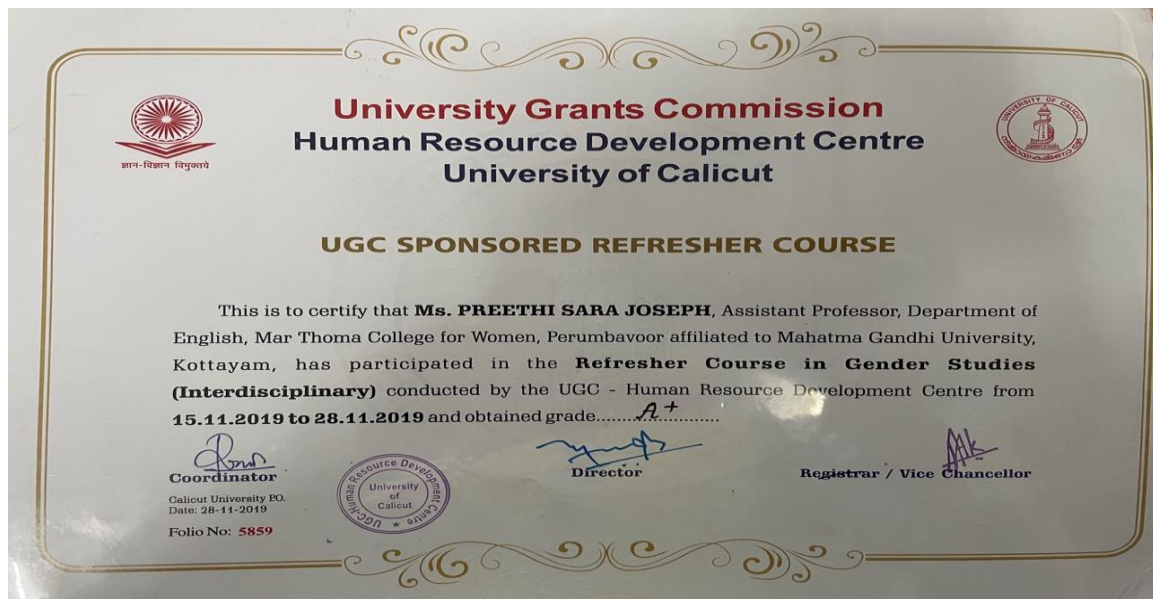 University Grants Commission
Human Resource Development Centre
University of Calicut
ज्ञान-विज्ञान विमुक्तये
UNIVERSITY OF CALICUT
UGC SPONSORED REFRESHER COURSE
This is to certify that Ms. PREETHI SARA JOSEPH, Assistant Professor, Department of
English, Mar Thoma College for Women, Perumbavoor affiliated to Mahatma Gandhi University,
Kottayam, has participated in the Refresher Course in Gender Studies
(Interdisciplinary) conducted by the UGC - Human Resource Development Centre from
15.11.2019 to 28.11.2019 and obtained grade......A+............
Coordinator
Director
Registrar / Vice Chancellor
Calicut University PO.
Date: 28-11-2019
Folio No: 5859
UGC-Human Resource Development Centre
University
of
Calicut